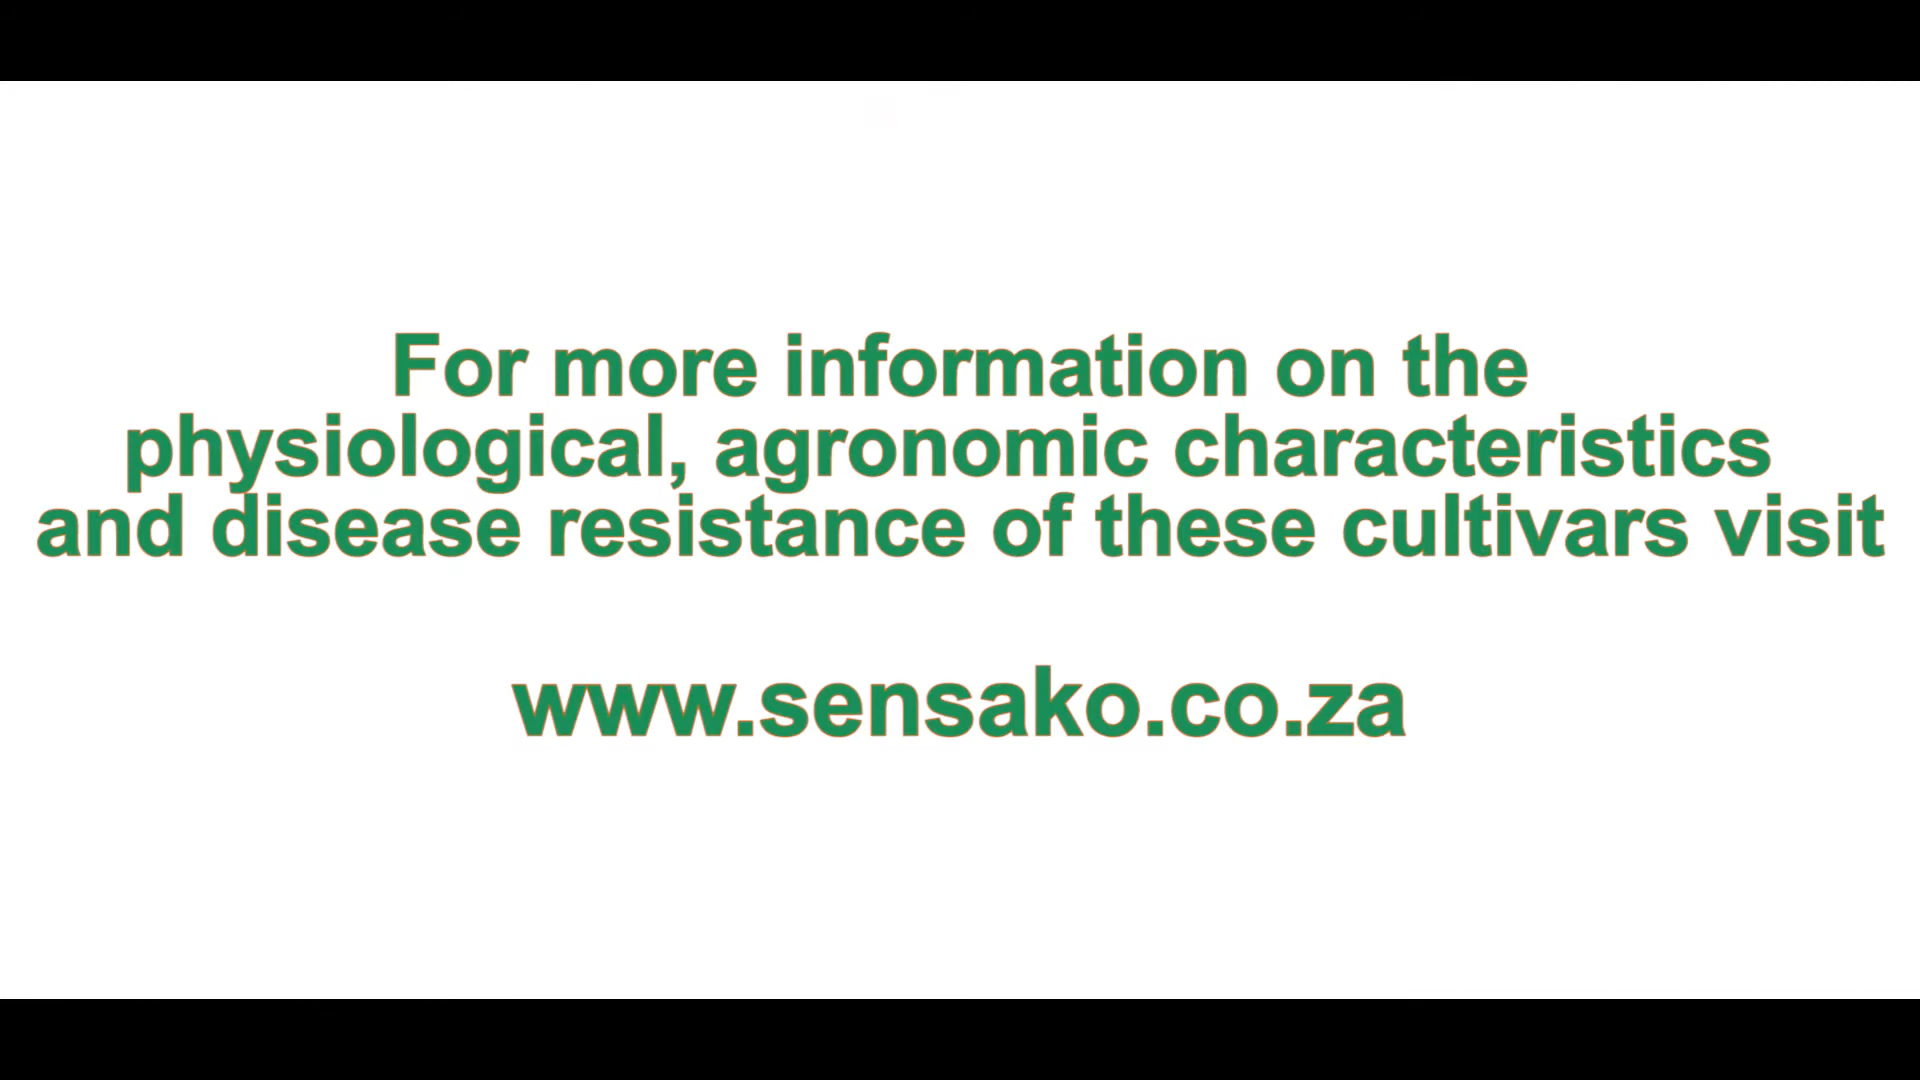 For more information on the
physiological, agronomic characteristics
and disease resistance of these cultivars visit
www.sensako.co.za